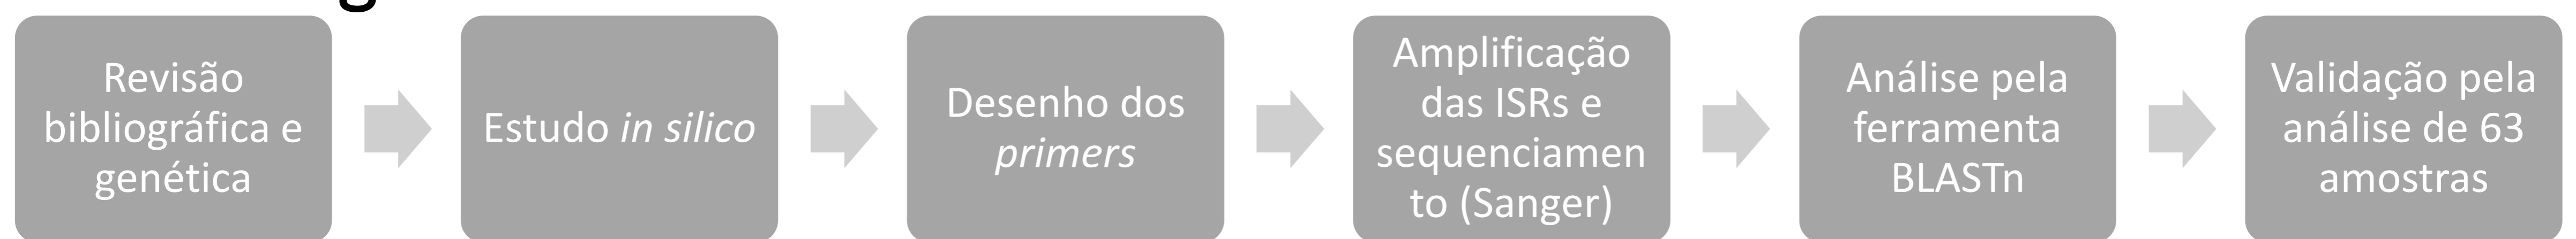 Revisão
bibliográfica e
genética
Estudo in silico
Desenho dos
primers
Amplificação
das ISRs e
sequenciamen
to (Sanger)
Análise pela
ferramenta
BLASTn
Validação pela
análise de 63
amostras